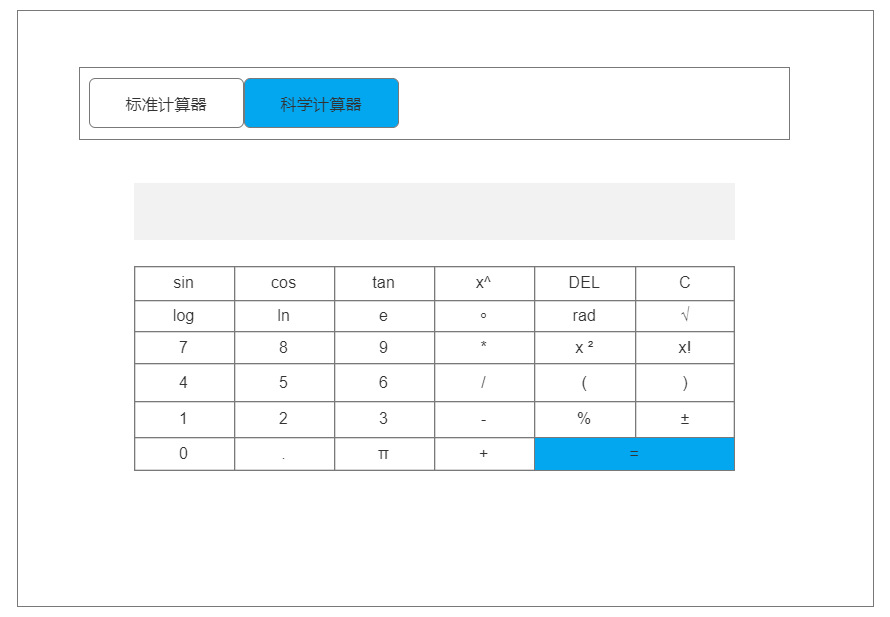 标准计算器 科学计算器
sin cos tan x^ DEL C
log ln e ∘ rad √
7 8 9 * x ² x!
4 5 6 / ( )
1 2 3 - % ±
0 . π + =